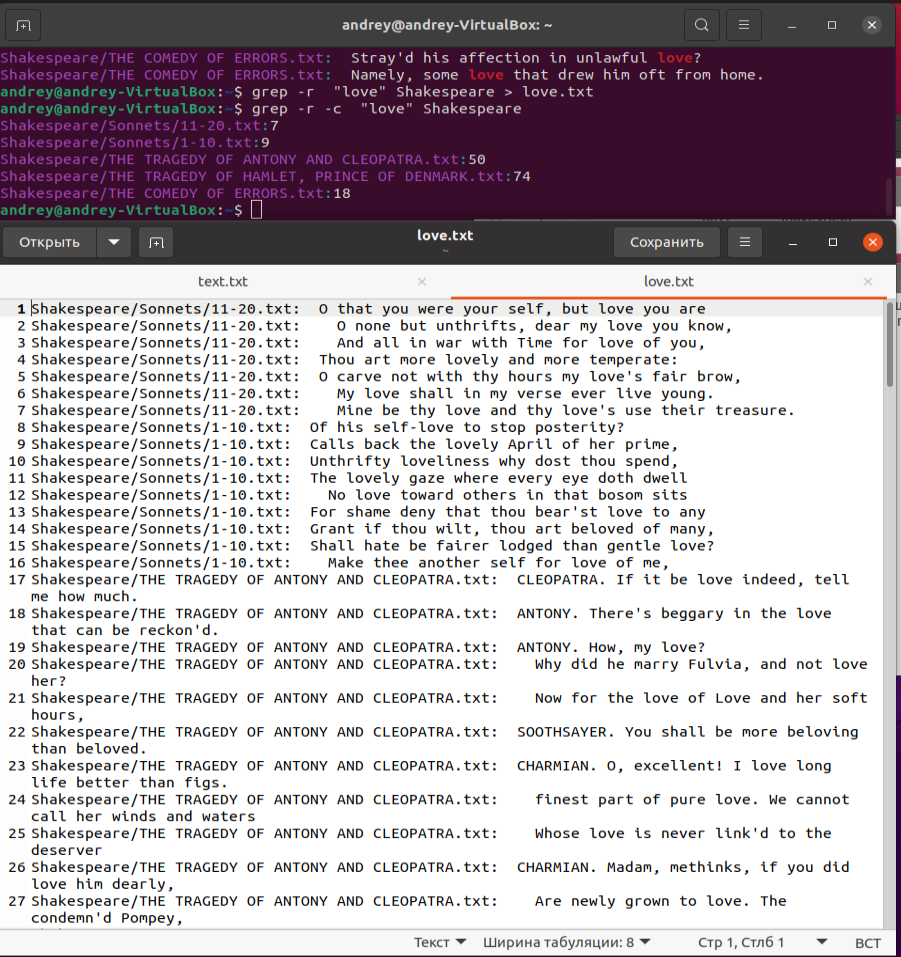 andrey@andrey-VirtualBox: ~
Shakespeare/THE COMEDY OF ERRORS.txt:  Stray'd his affection in unlawful love?
Shakespeare/THE COMEDY OF ERRORS.txt:  Namely, some love that drew him oft from home.
andrey@andrey-VirtualBox:~$ grep -r  "love" Shakespeare > love.txt
andrey@andrey-VirtualBox:~$ grep -r -c  "love" Shakespeare
Shakespeare/Sonnets/11-20.txt:7
Shakespeare/Sonnets/1-10.txt:9
Shakespeare/THE TRAGEDY OF ANTONY AND CLEOPATRA.txt:50
Shakespeare/THE TRAGEDY OF HAMLET, PRINCE OF DENMARK.txt:74
Shakespeare/THE COMEDY OF ERRORS.txt:18
andrey@andrey-VirtualBox:~$
Открыть love.txt Сохранить
~
text.txt × love.txt ×
1 Shakespeare/Sonnets/11-20.txt:  O that you were your self, but love you are
2 Shakespeare/Sonnets/11-20.txt:    O none but unthrifts, dear my love you know,
3 Shakespeare/Sonnets/11-20.txt:    And all in war with Time for love of you,
4 Shakespeare/Sonnets/11-20.txt:  Thou art more lovely and more temperate:
5 Shakespeare/Sonnets/11-20.txt:  O carve not with thy hours my love's fair brow,
6 Shakespeare/Sonnets/11-20.txt:    My love shall in my verse ever live young.
7 Shakespeare/Sonnets/11-20.txt:    Mine be thy love and thy love's use their treasure.
8 Shakespeare/Sonnets/1-10.txt:  Of his self-love to stop posterity?
9 Shakespeare/Sonnets/1-10.txt:  Calls back the lovely April of her prime,
10 Shakespeare/Sonnets/1-10.txt:  Unthrifty loveliness why dost thou spend,
11 Shakespeare/Sonnets/1-10.txt:  The lovely gaze where every eye doth dwell
12 Shakespeare/Sonnets/1-10.txt:    No love toward others in that bosom sits
13 Shakespeare/Sonnets/1-10.txt:  For shame deny that thou bear'st love to any
14 Shakespeare/Sonnets/1-10.txt:  Grant if thou wilt, thou art beloved of many,
15 Shakespeare/Sonnets/1-10.txt:  Shall hate be fairer lodged than gentle love?
16 Shakespeare/Sonnets/1-10.txt:    Make thee another self for love of me,
17 Shakespeare/THE TRAGEDY OF ANTONY AND CLEOPATRA.txt:  CLEOPATRA. If it be love indeed, tell
me how much.
18 Shakespeare/THE TRAGEDY OF ANTONY AND CLEOPATRA.txt:  ANTONY. There's beggary in the love
that can be reckon'd.
19 Shakespeare/THE TRAGEDY OF ANTONY AND CLEOPATRA.txt:  ANTONY. How, my love?
20 Shakespeare/THE TRAGEDY OF ANTONY AND CLEOPATRA.txt:    Why did he marry Fulvia, and not love
her?
21 Shakespeare/THE TRAGEDY OF ANTONY AND CLEOPATRA.txt:    Now for the love of Love and her soft
hours,
22 Shakespeare/THE TRAGEDY OF ANTONY AND CLEOPATRA.txt:  SOOTHSAYER. You shall be more beloving
than beloved.
23 Shakespeare/THE TRAGEDY OF ANTONY AND CLEOPATRA.txt:  CHARMIAN. O, excellent! I love long
life better than figs.
24 Shakespeare/THE TRAGEDY OF ANTONY AND CLEOPATRA.txt:    finest part of pure love. We cannot
call her winds and waters
25 Shakespeare/THE TRAGEDY OF ANTONY AND CLEOPATRA.txt:    Whose love is never link'd to the
deserver
26 Shakespeare/THE TRAGEDY OF ANTONY AND CLEOPATRA.txt:  CHARMIAN. Madam, methinks, if you did
love him dearly,
27 Shakespeare/THE TRAGEDY OF ANTONY AND CLEOPATRA.txt:    Are newly grown to love. The
condemn'd Pompey,
Текст Ширина табуляции: 8 Стр 1, Стлб 1 ВСТ